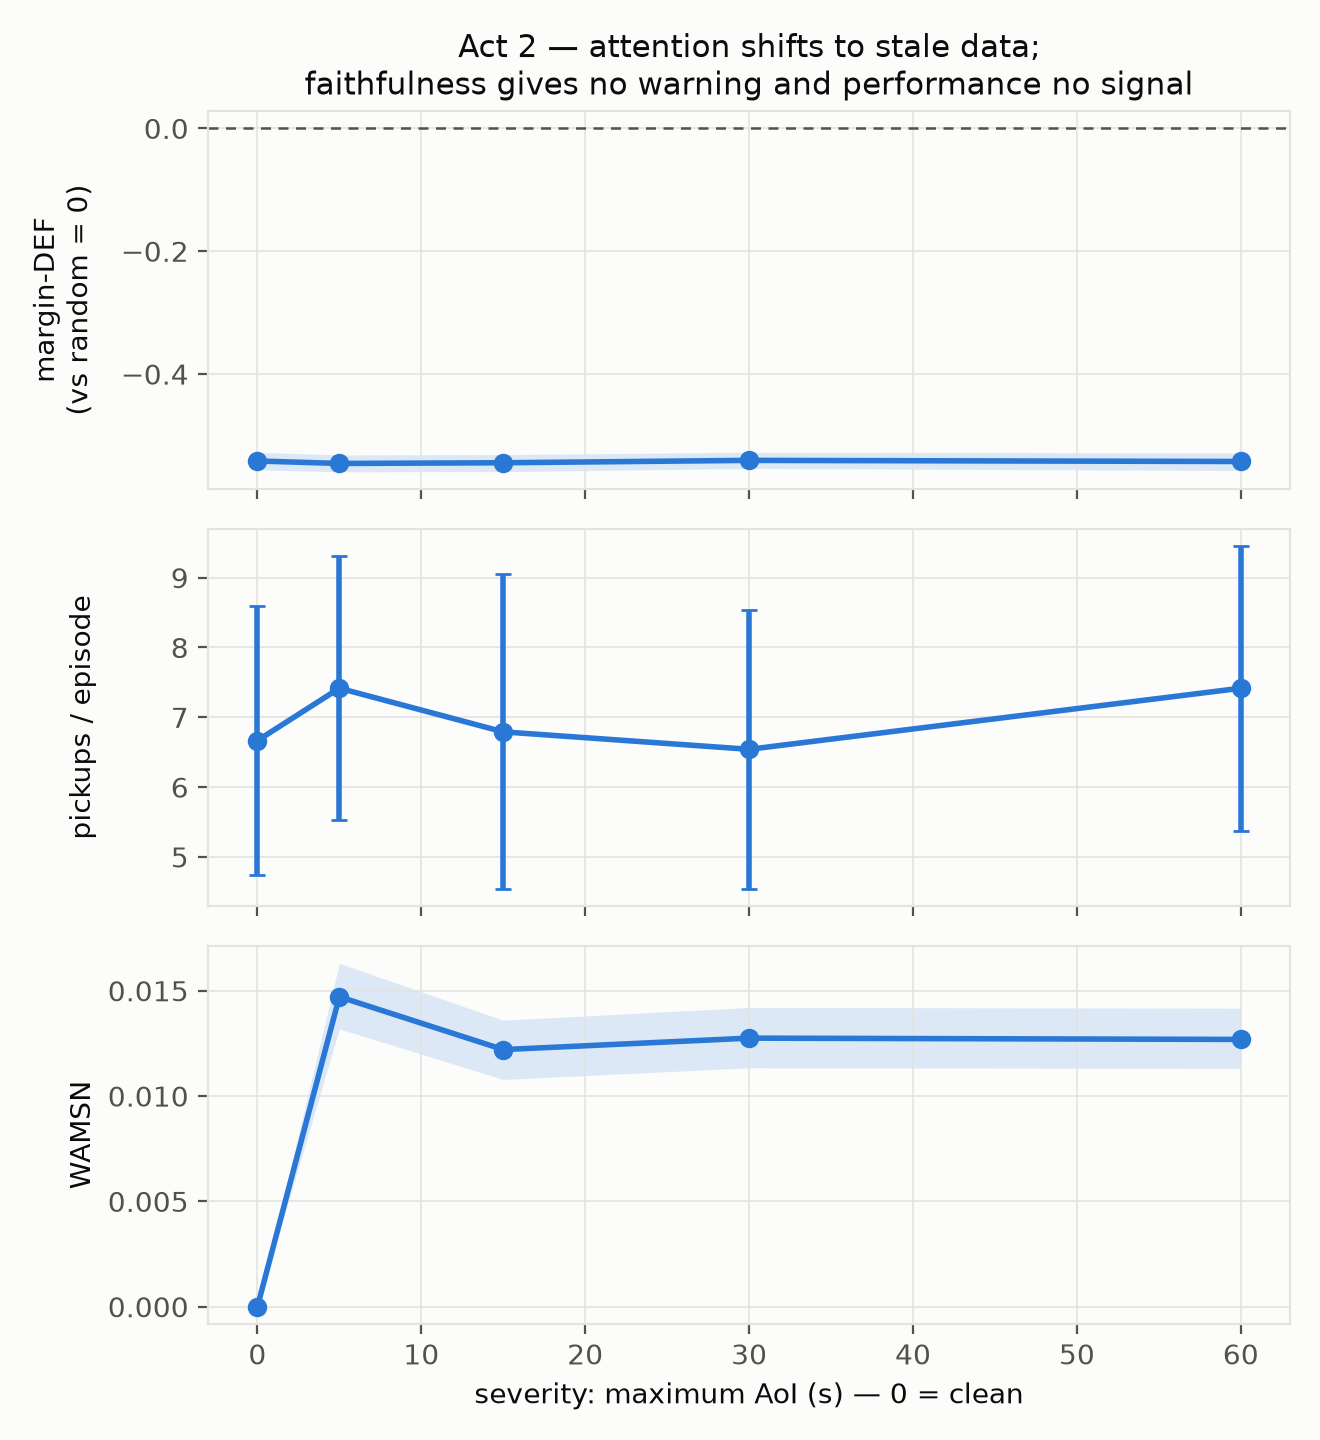 Act 2 — attention shifts to stale data;
faithfulness gives no warning and performance no signal
margin-DEF
(vs random = 0)
0.0
−0.2
−0.4
pickups / episode
9
8
7
6
5
WAMSN
0.015
0.010
0.005
0.000
0 10 20 30 40 50 60
severity: maximum AoI (s) — 0 = clean